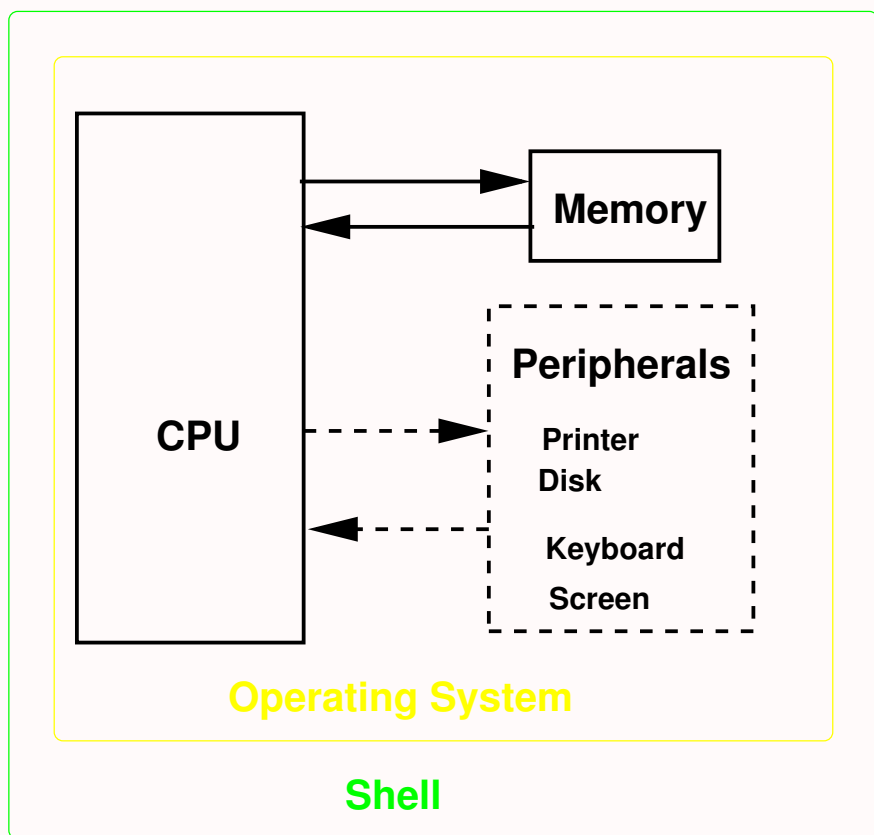 Memory
Peripherals
CPU
Printer
Disk
Keyboard
Screen
Operating System
Shell